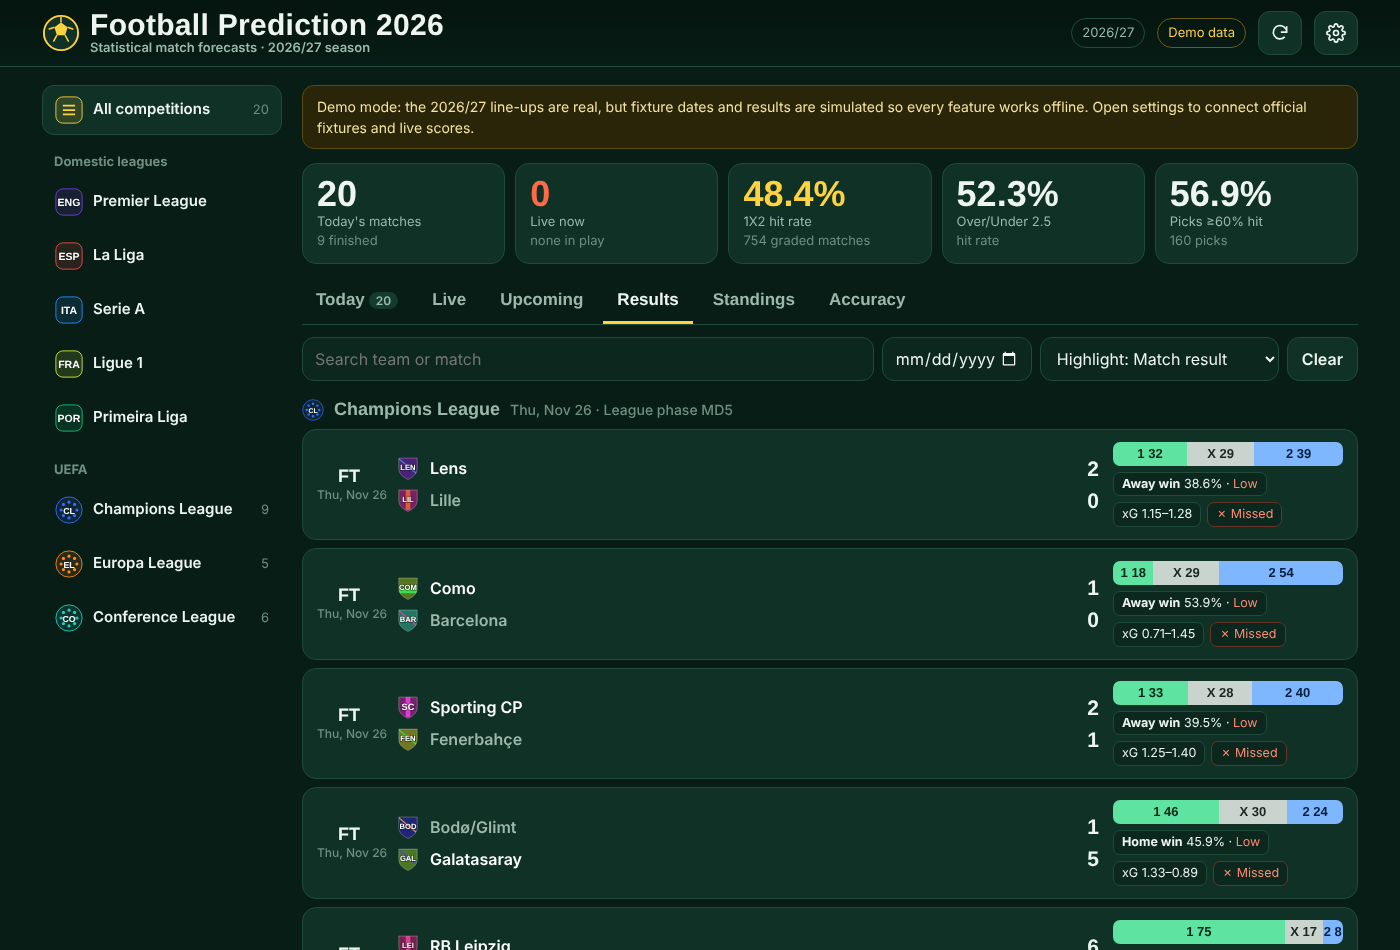 Football Prediction 2026
Statistical match forecasts · 2026/27 season
2026/27
Demo data
All competitions 20
Domestic leagues
ENG Premier League
ESP La Liga
ITA Serie A
FRA Ligue 1
POR Primeira Liga
UEFA
CL Champions League 9
EL Europa League 5
CO Conference League 6
Demo mode: the 2026/27 line-ups are real, but fixture dates and results are simulated so every feature works offline. Open settings to connect official
fixtures and live scores.
20
Today's matches
9 finished
0
Live now
none in play
48.4%
1X2 hit rate
754 graded matches
52.3%
Over/Under 2.5
hit rate
56.9%
Picks ≥60% hit
160 picks
Today 20 Live Upcoming Results Standings Accuracy
Search team or match
mm/dd/yyyy
Highlight: Match result
Clear
CL Champions League Thu, Nov 26 · League phase MD5
FT
Thu, Nov 26
LEN Lens 2
LIL Lille 0
1 32 X 29 2 39
Away win 38.6% · Low
xG 1.15–1.28 × Missed
FT
Thu, Nov 26
COM Como 1
BAR Barcelona 0
1 18 X 29 2 54
Away win 53.9% · Low
xG 0.71–1.45 × Missed
FT
Thu, Nov 26
SC Sporting CP 2
FEN Fenerbahçe 1
1 33 X 28 2 40
Away win 39.5% · Low
xG 1.25–1.40 × Missed
FT
Thu, Nov 26
BOD Bodø/Glimt 1
GAL Galatasaray 5
1 46 X 30 2 24
Home win 45.9% · Low
xG 1.33–0.89 × Missed
FT
LEI RB Leipzig 6
1 75 X 17 2 8